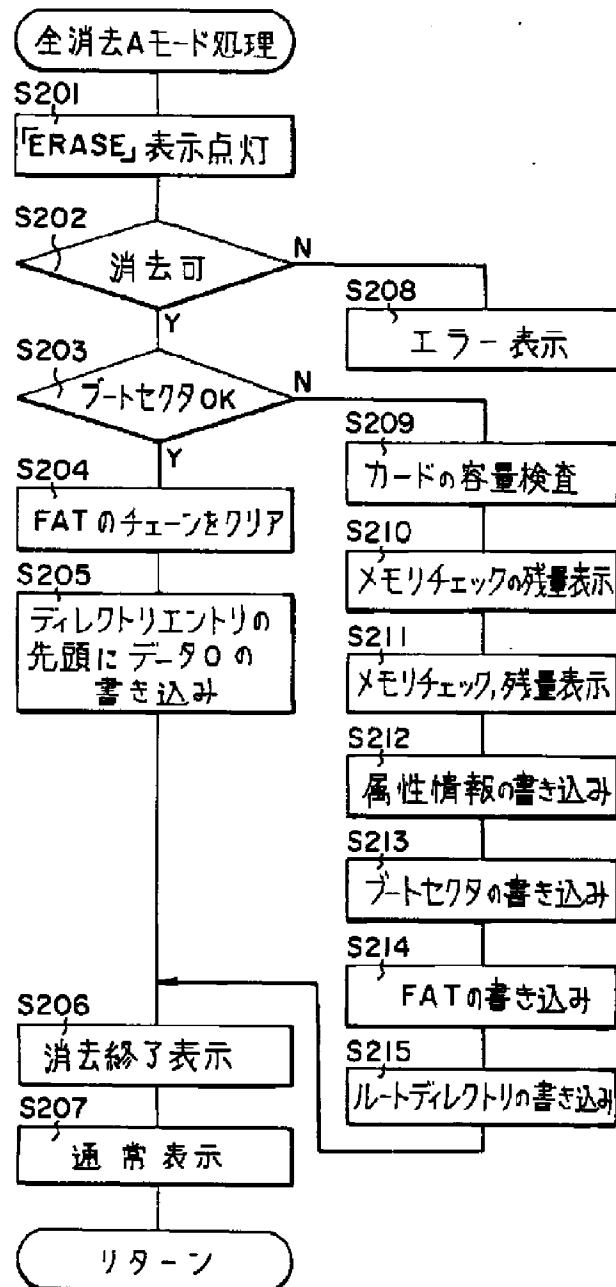 全消去Aモード処理
S201
「ERASE」表示点灯
S202
消去可
N
Y
S208
エラー表示
S203
ブートセクタOK
N
Y
S204
FATのチェーンをクリア
S205
ディレクトリエントリの
先頭にデータ0の
書き込み
S209
カードの容量検査
S210
メモリチェックの残量表示
S211
メモリチェック,残量表示
S212
属性情報の書き込み
S213
ブートセクタの書き込み
S214
FATの書き込み
S215
ルートディレクトリの書き込み
S206
消去終了表示
S207
通常表示
リターン